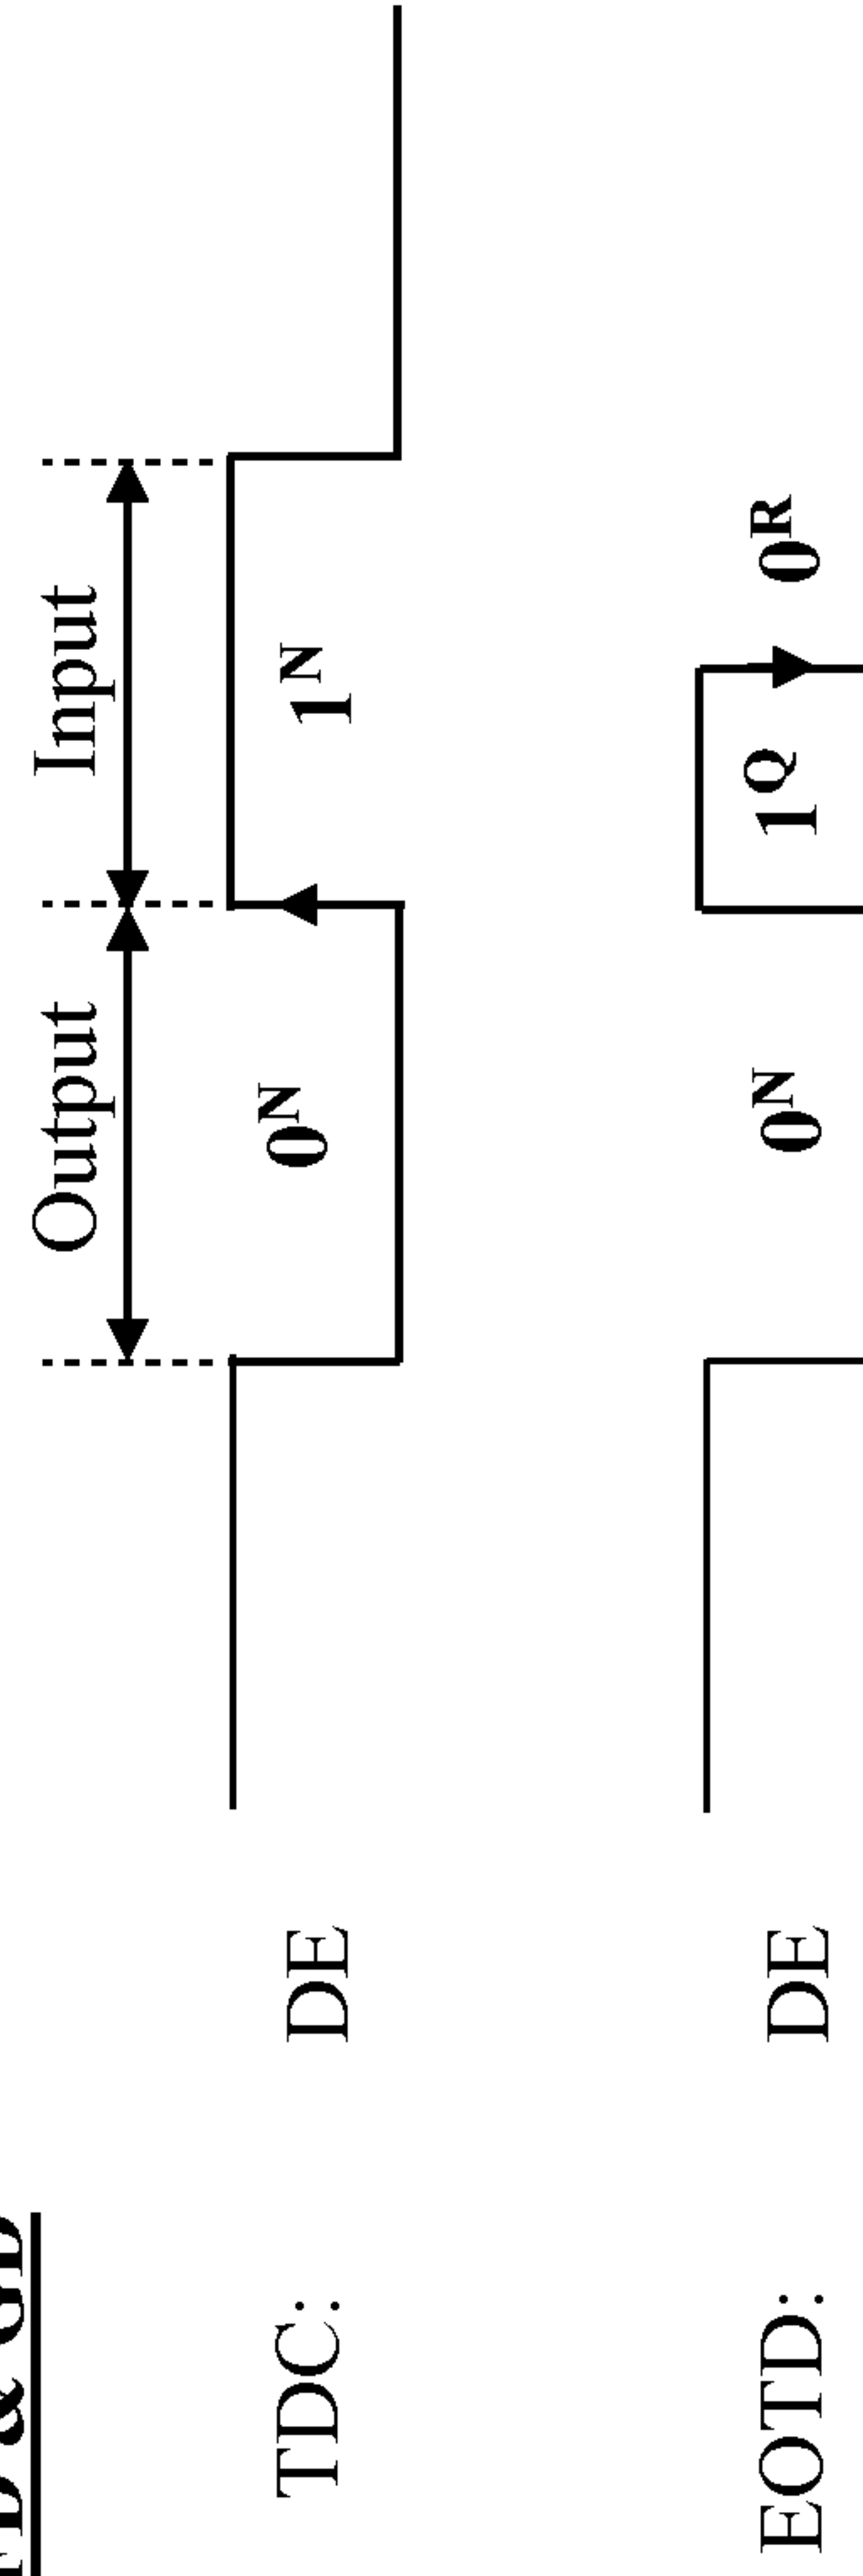 Output Input
TDC: DE 0ᴺ 1ᴺ
EOTD: DE 0ᴺ 1Q 0ᴿ